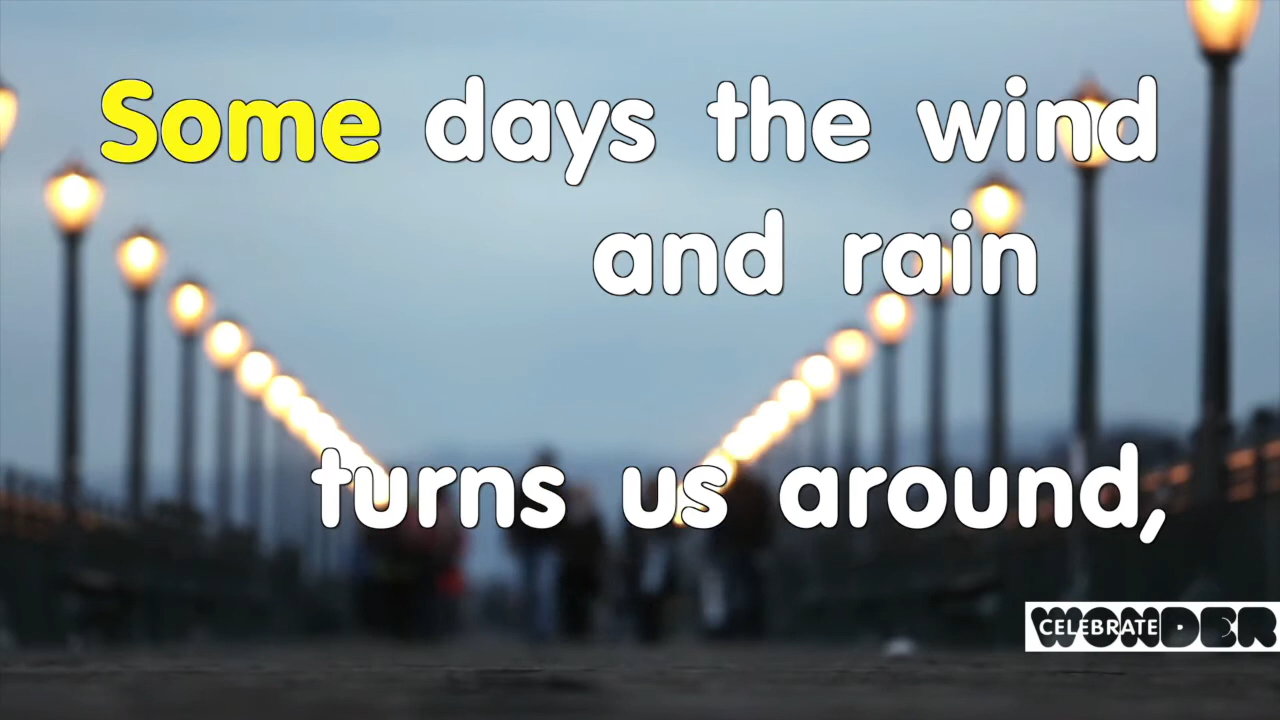 Some days the wind
and rain
turns us around,
CELEBRATE WONDER